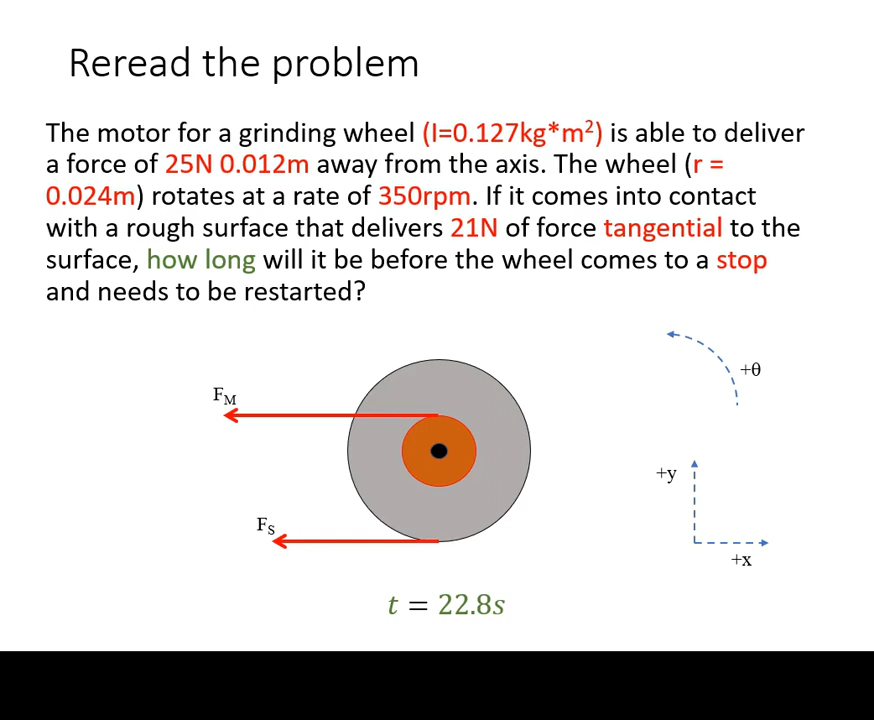 Reread the problem
The motor for a grinding wheel (I=0.127kg*m²) is able to deliver
a force of 25N 0.012m away from the axis. The wheel (r =
0.024m) rotates at a rate of 350rpm. If it comes into contact
with a rough surface that delivers 21N of force tangential to the
surface, how long will it be before the wheel comes to a stop
and needs to be restarted?
+θ
F_M
+y
F_S
+x
t = 22.8s